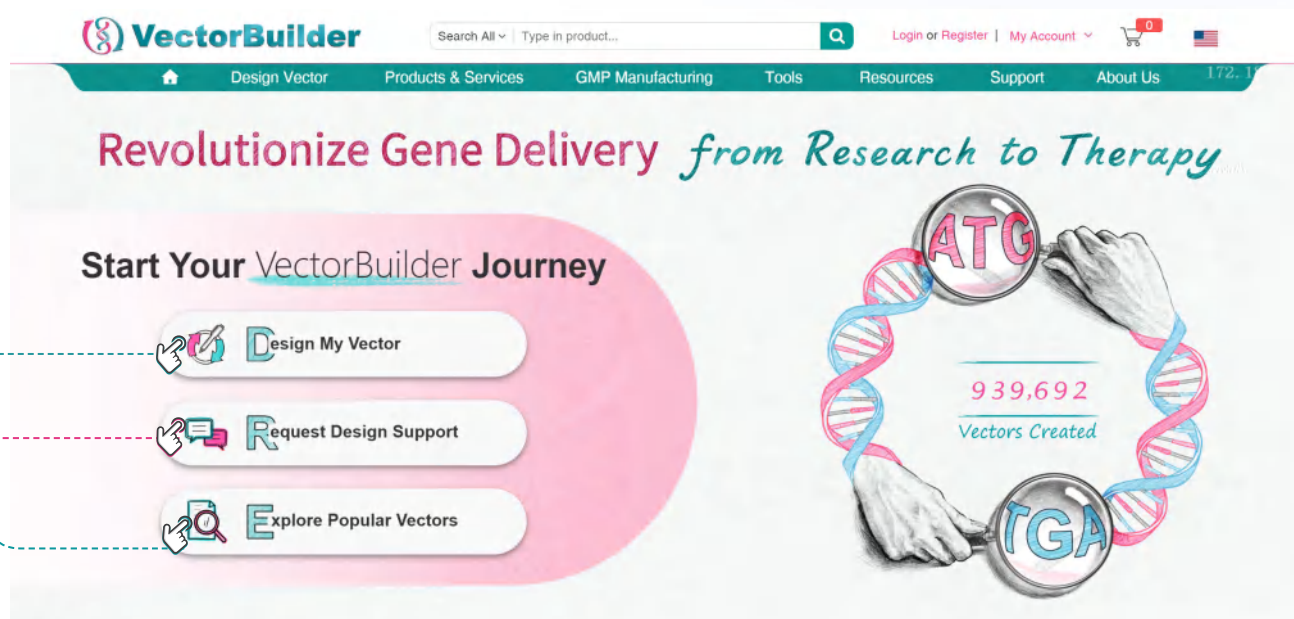 VectorBuilder
Search All
Type in product...
Login or Register | My Account
0
Design Vector
Products & Services
GMP Manufacturing
Tools
Resources
Support
About Us
Revolutionize Gene Delivery from Research to Therapy
Start Your VectorBuilder Journey
Design My Vector
Request Design Support
Explore Popular Vectors
ATG
939,692
Vectors Created
TGA